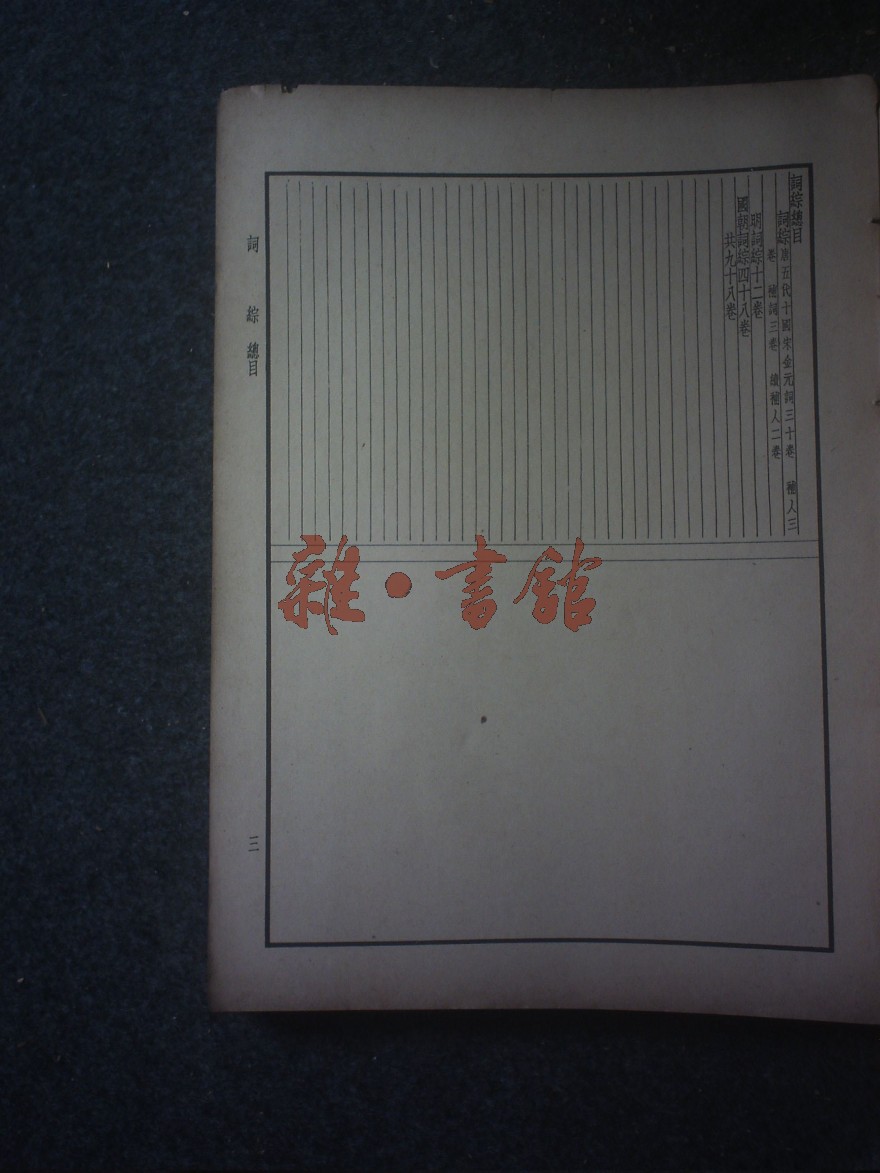 詞綜總目
詞綜唐五代十國宋金元詞三十卷 補人三
卷 補詞三卷 續補人二卷
明詞綜十二卷
國朝詞綜四十八卷
共九十八卷
詞 綜 總目
三
雜·書館